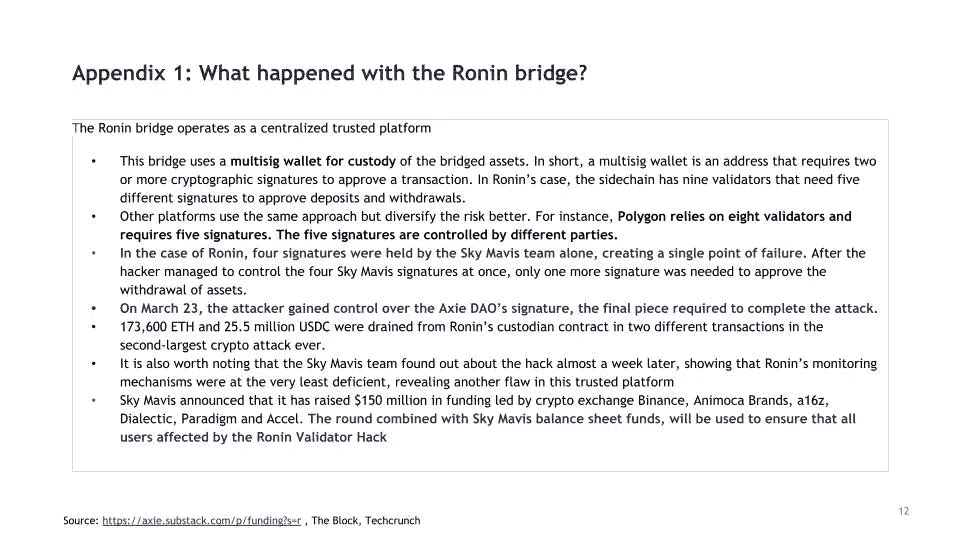 Appendix 1: What happened with the Ronin bridge?
The Ronin bridge operates as a centralized trusted platform
• This bridge uses a multisig wallet for custody of the bridged assets. In short, a multisig wallet is an address that requires two
or more cryptographic signatures to approve a transaction. In Ronin's case, the sidechain has nine validators that need five
different signatures to approve deposits and withdrawals.
• Other platforms use the same approach but diversify the risk better. For instance, Polygon relies on eight validators and
requires five signatures. The five signatures are controlled by different parties.
• In the case of Ronin, four signatures were held by the Sky Mavis team alone, creating a single point of failure. After the
hacker managed to control the four Sky Mavis signatures at once, only one more signature was needed to approve the
withdrawal of assets.
• On March 23, the attacker gained control over the Axie DAO's signature, the final piece required to complete the attack.
• 173,600 ETH and 25.5 million USDC were drained from Ronin's custodian contract in two different transactions in the
second-largest crypto attack ever.
• It is also worth noting that the Sky Mavis team found out about the hack almost a week later, showing that Ronin's monitoring
mechanisms were at the very least deficient, revealing another flaw in this trusted platform
• Sky Mavis announced that it has raised $150 million in funding led by crypto exchange Binance, Animoca Brands, a16z,
Dialectic, Paradigm and Accel. The round combined with Sky Mavis balance sheet funds, will be used to ensure that all
users affected by the Ronin Validator Hack
Source: https://axie.substack.com/p/funding?s=r , The Block, Techcrunch
12